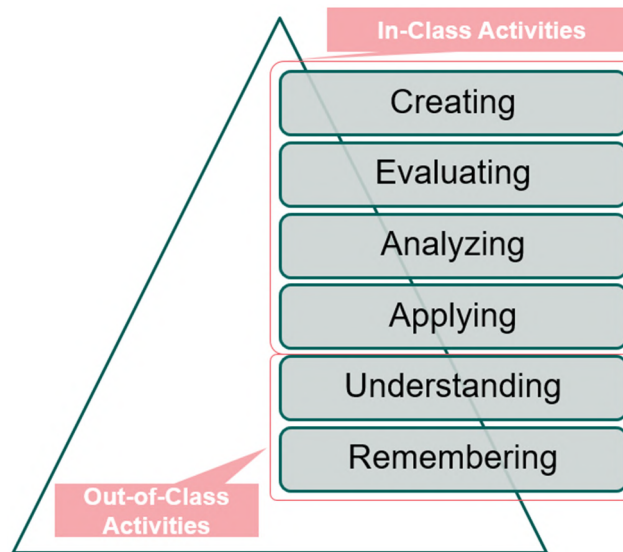 In-Class Activities
Creating
Evaluating
Analyzing
Applying
Understanding
Remembering
Out-of-Class
Activities